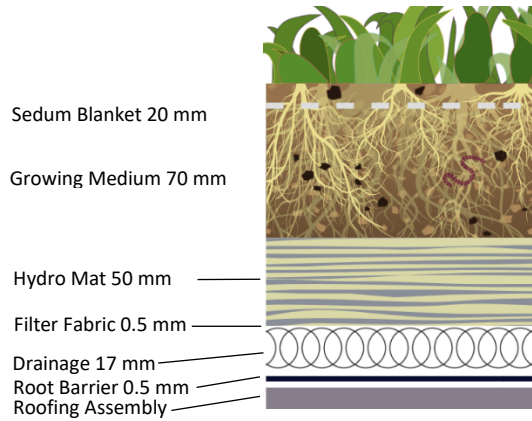 Sedum Blanket 20 mm
Growing Medium 70 mm
Hydro Mat 50 mm
Filter Fabric 0.5 mm
Drainage 17 mm
Root Barrier 0.5 mm
Roofing Assembly